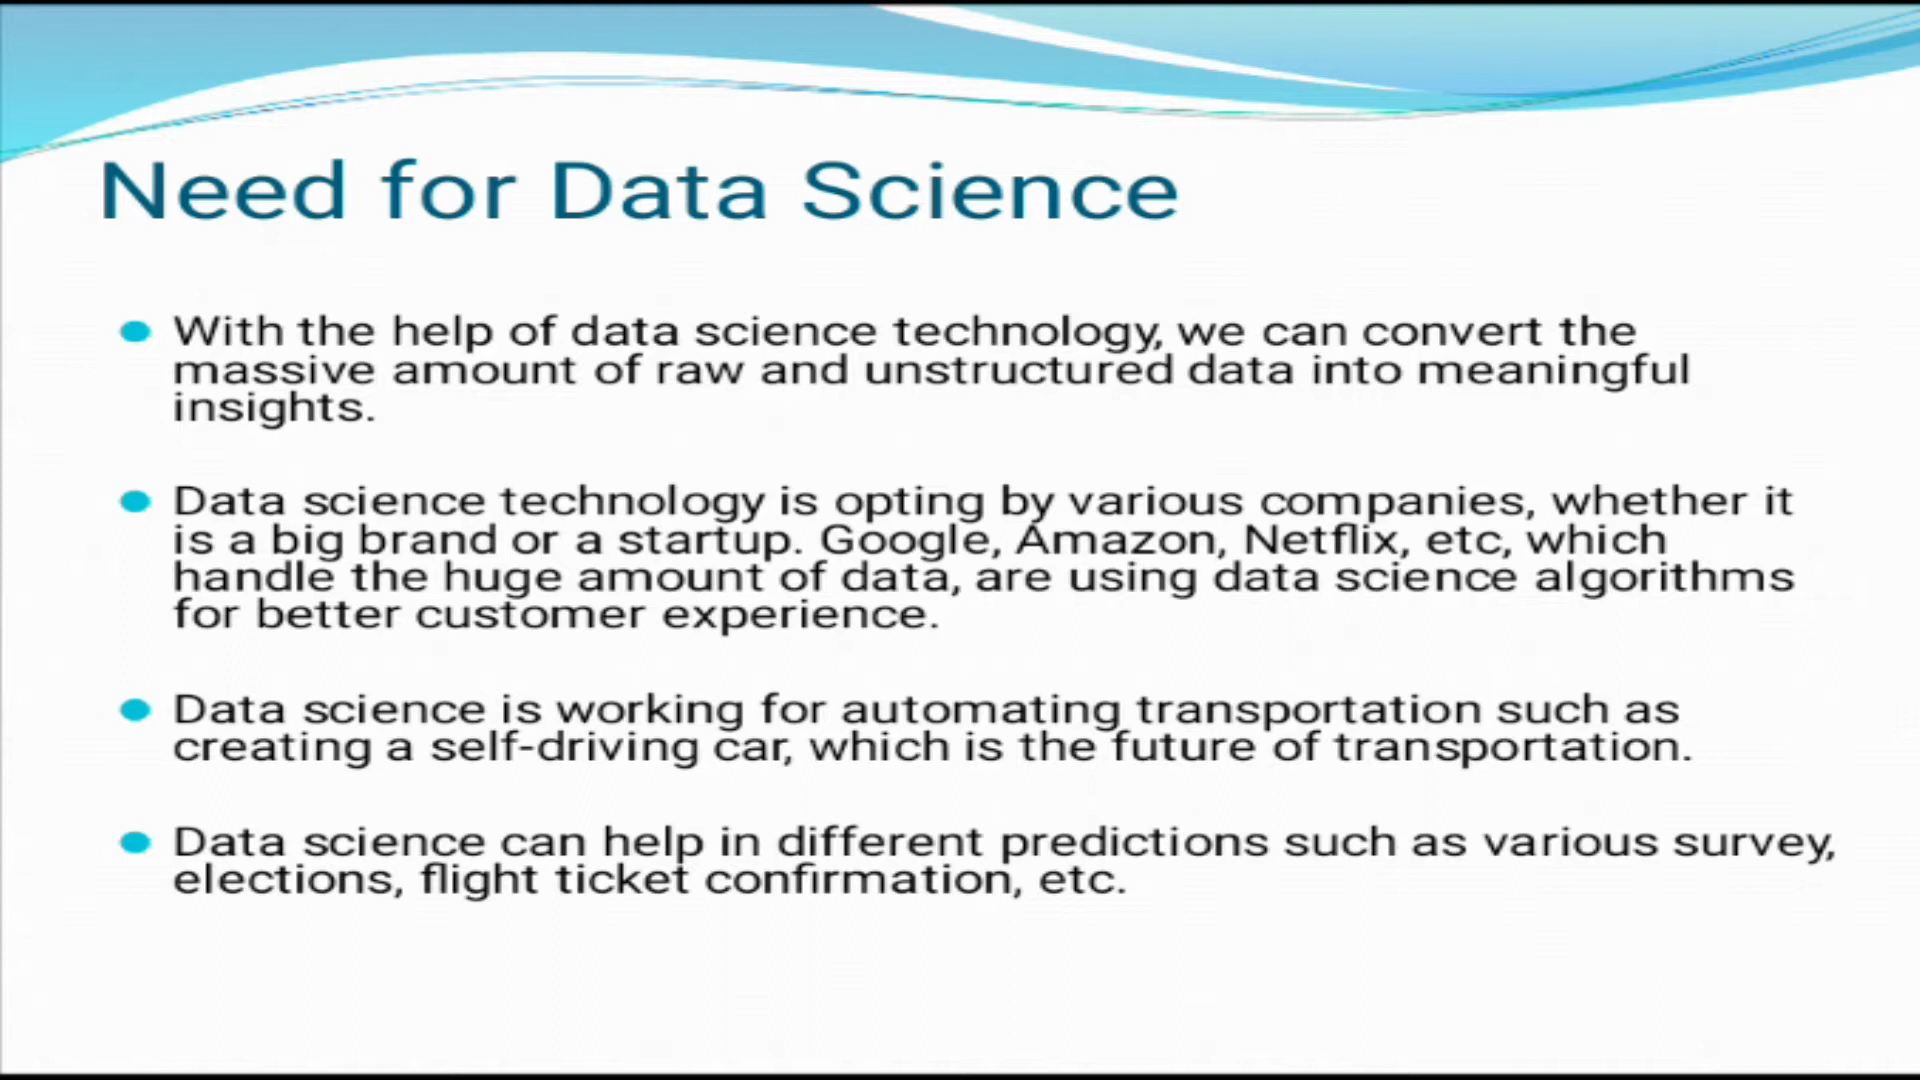 Need for Data Science
With the help of data science technology, we can convert the
massive amount of raw and unstructured data into meaningful
insights.
Data science technology is opting by various companies, whether it
is a big brand or a startup. Google, Amazon, Netflix, etc, which
handle the huge amount of data, are using data science algorithms
for better customer experience.
Data science is working for automating transportation such as
creating a self-driving car, which is the future of transportation.
Data science can help in different predictions such as various survey,
elections, flight ticket confirmation, etc.